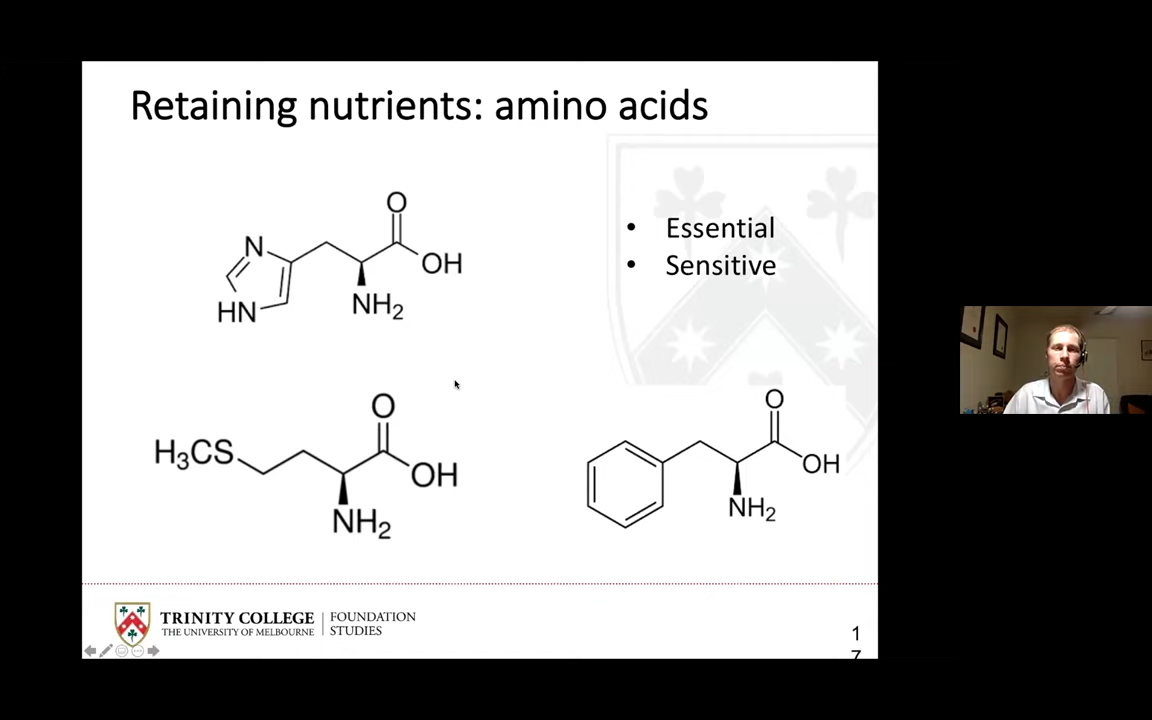 Retaining nutrients: amino acids
O
N
OH
HN
NH2
• Essential
• Sensitive
O
H3CS
OH
NH2
O
OH
NH2
TRINITY COLLEGE
THE UNIVERSITY OF MELBOURNE
FOUNDATION
STUDIES
1
7